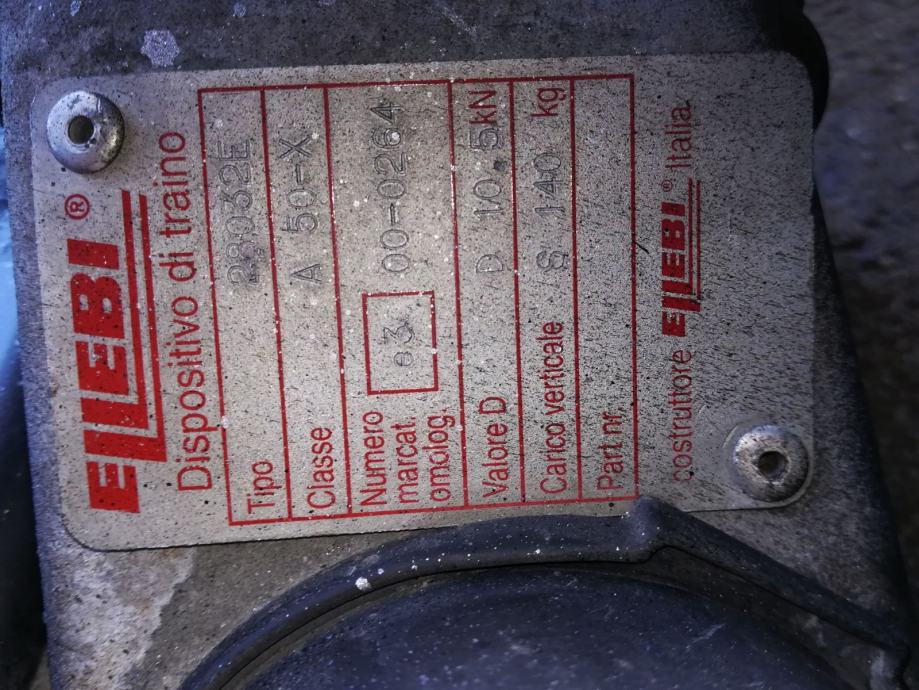 ELLEBI®
Dispositivo di traino
Tipo 28032E
Classe A 50-X
Numero
marcat. e3 00-0264
omolog.
Valore D D 10.5kN
Carico verticale S 140 kg
Part nr.
costruttore ELLEBI® Italia